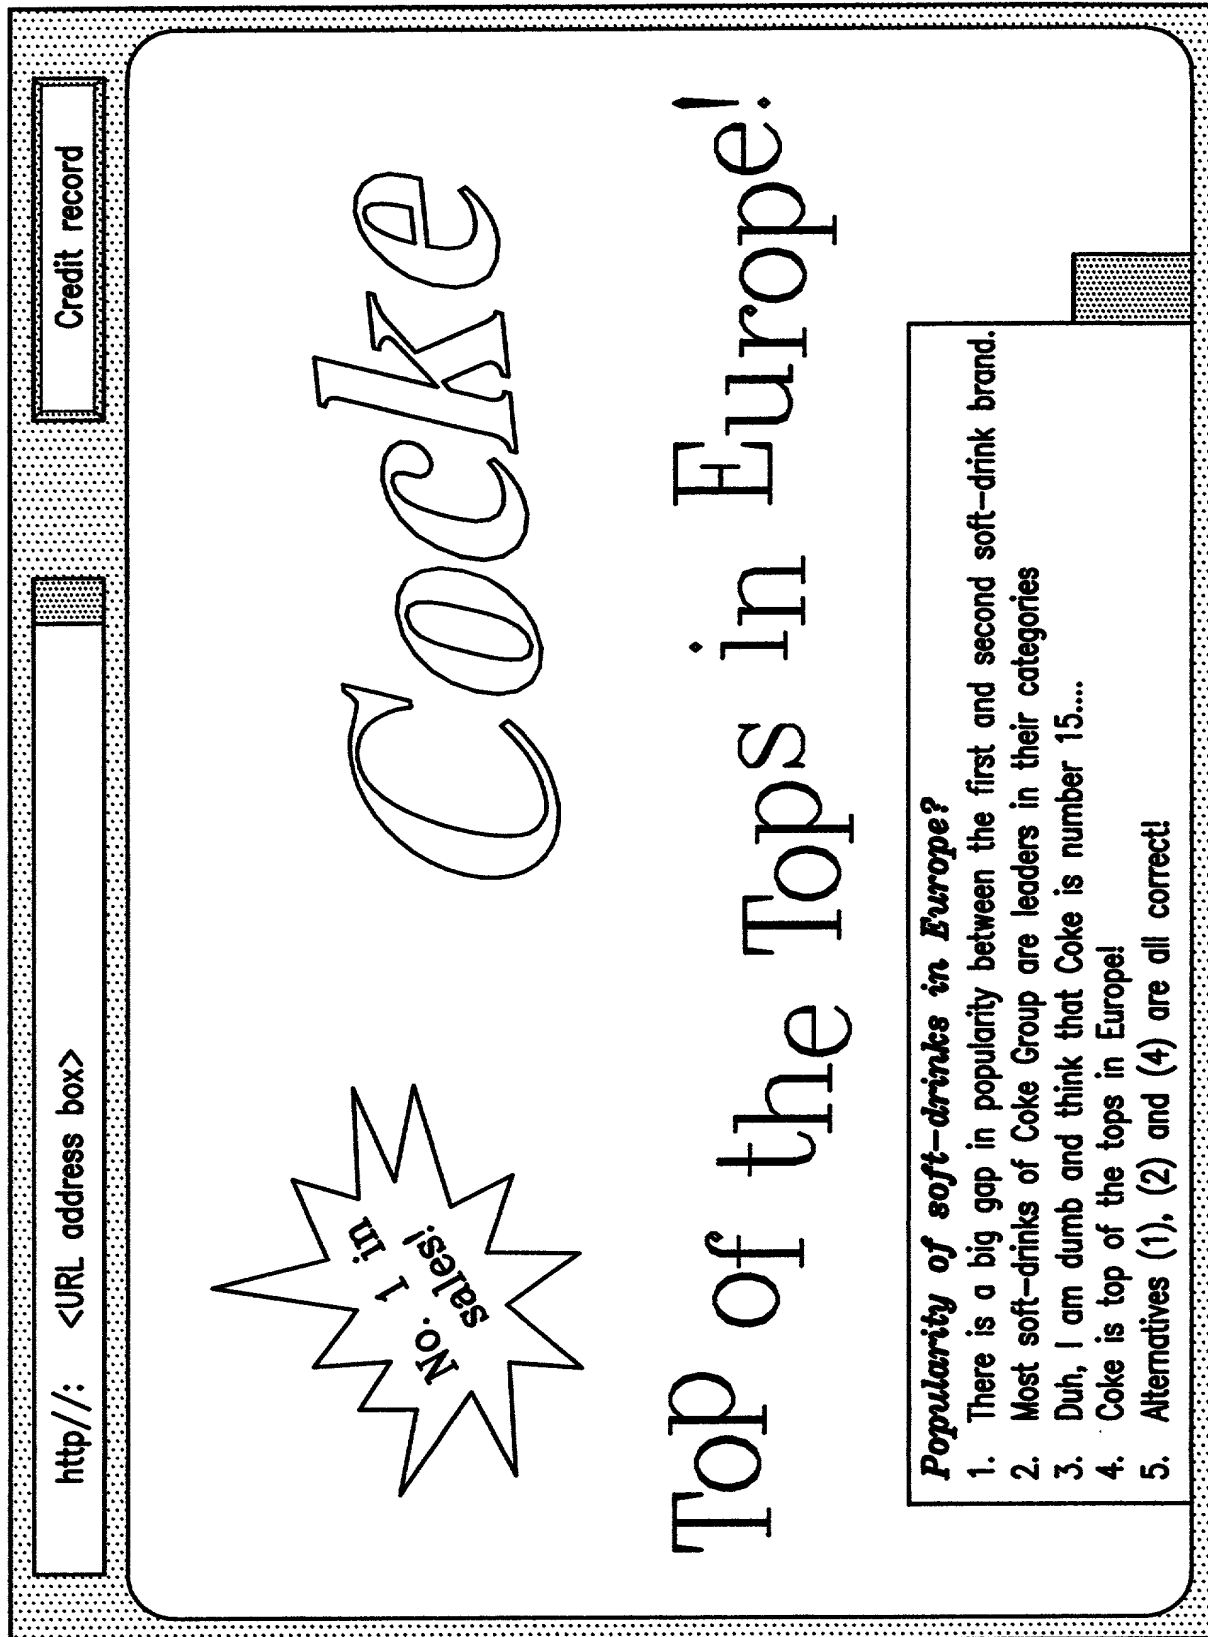 http//: <URL address box>
Credit record
No. 1 in
sales!
Cocke
Top of the Tops in Europe!
Popularity of soft-drinks in Europe?
1. There is a big gap in popularity between the first and second soft-drink brand.
2. Most soft-drinks of Coke Group are leaders in their categories
3. Duh, I am dumb and think that Coke is number 15....
4. Coke is top of the tops in Europe!
5. Alternatives (1), (2) and (4) are all correct!